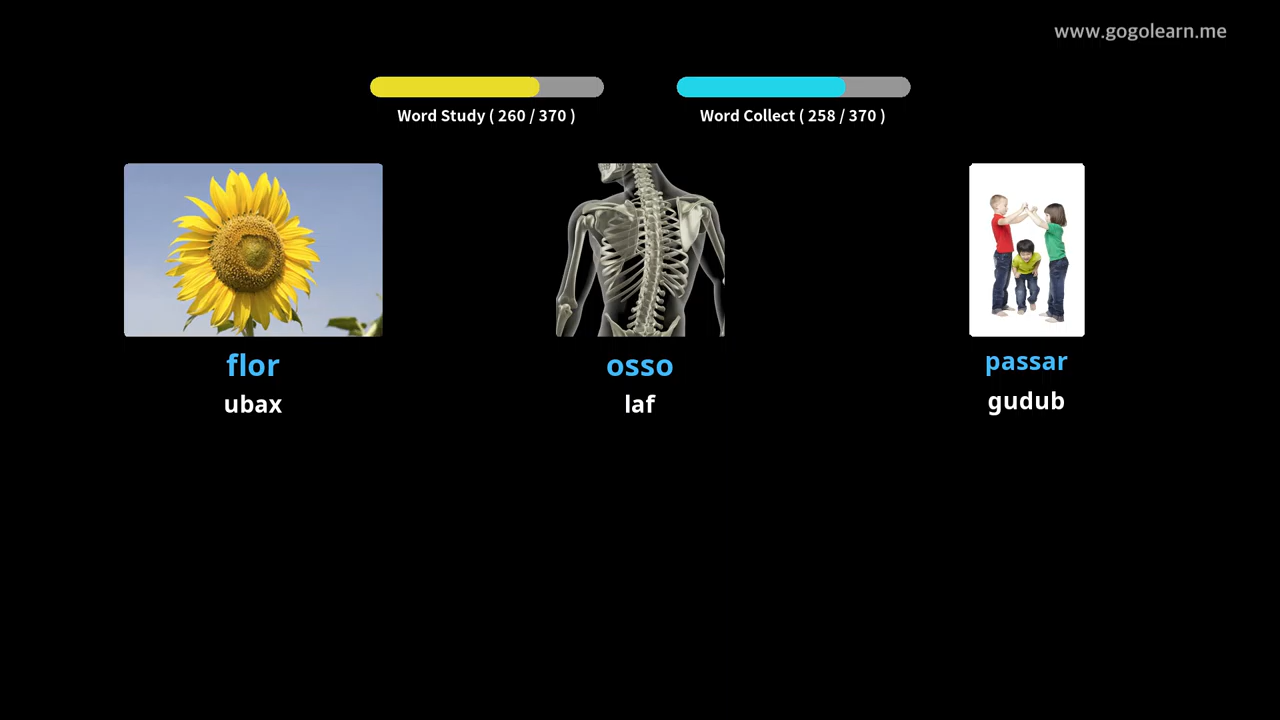 www.gogolearn.me
Word Study ( 260 / 370 )
Word Collect ( 258 / 370 )
flor
ubax
osso
laf
passar
gudub